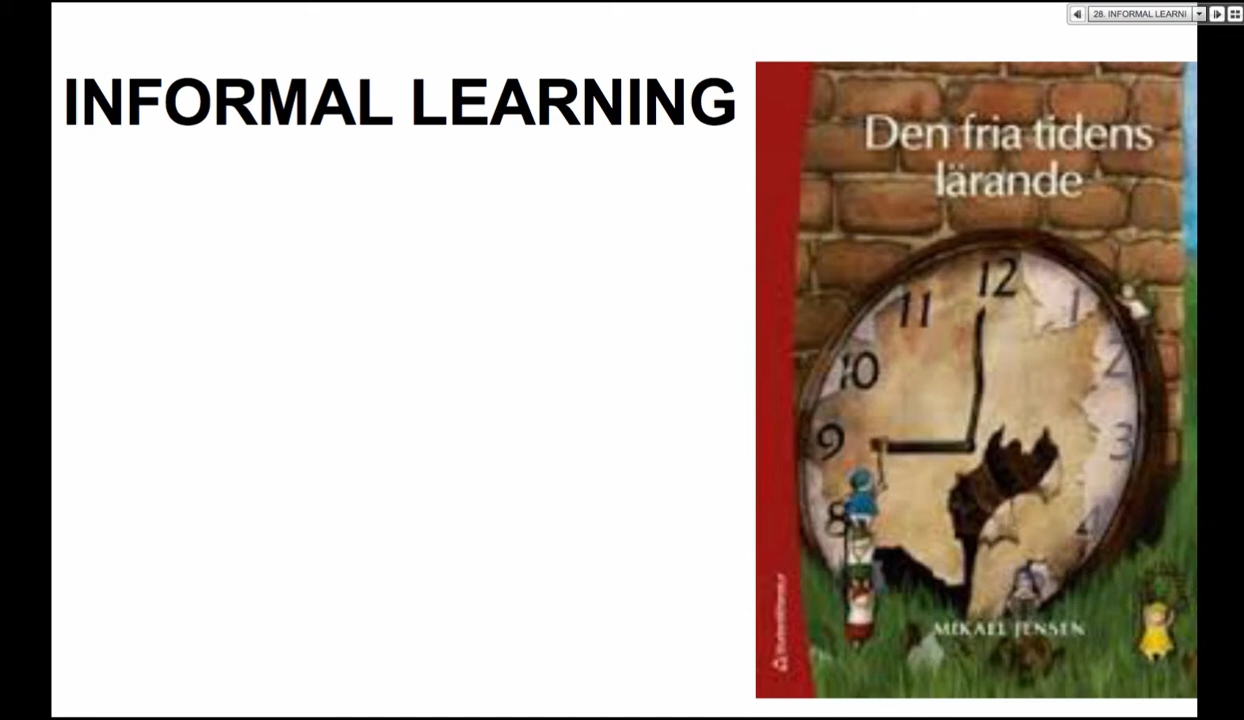 28. INFORMAL LEARNI
INFORMAL LEARNING
Den fria tidens
lärande
12
11
1
10
2
9
3
8
4
MIKAEL JENSEN
Studentlitteratur